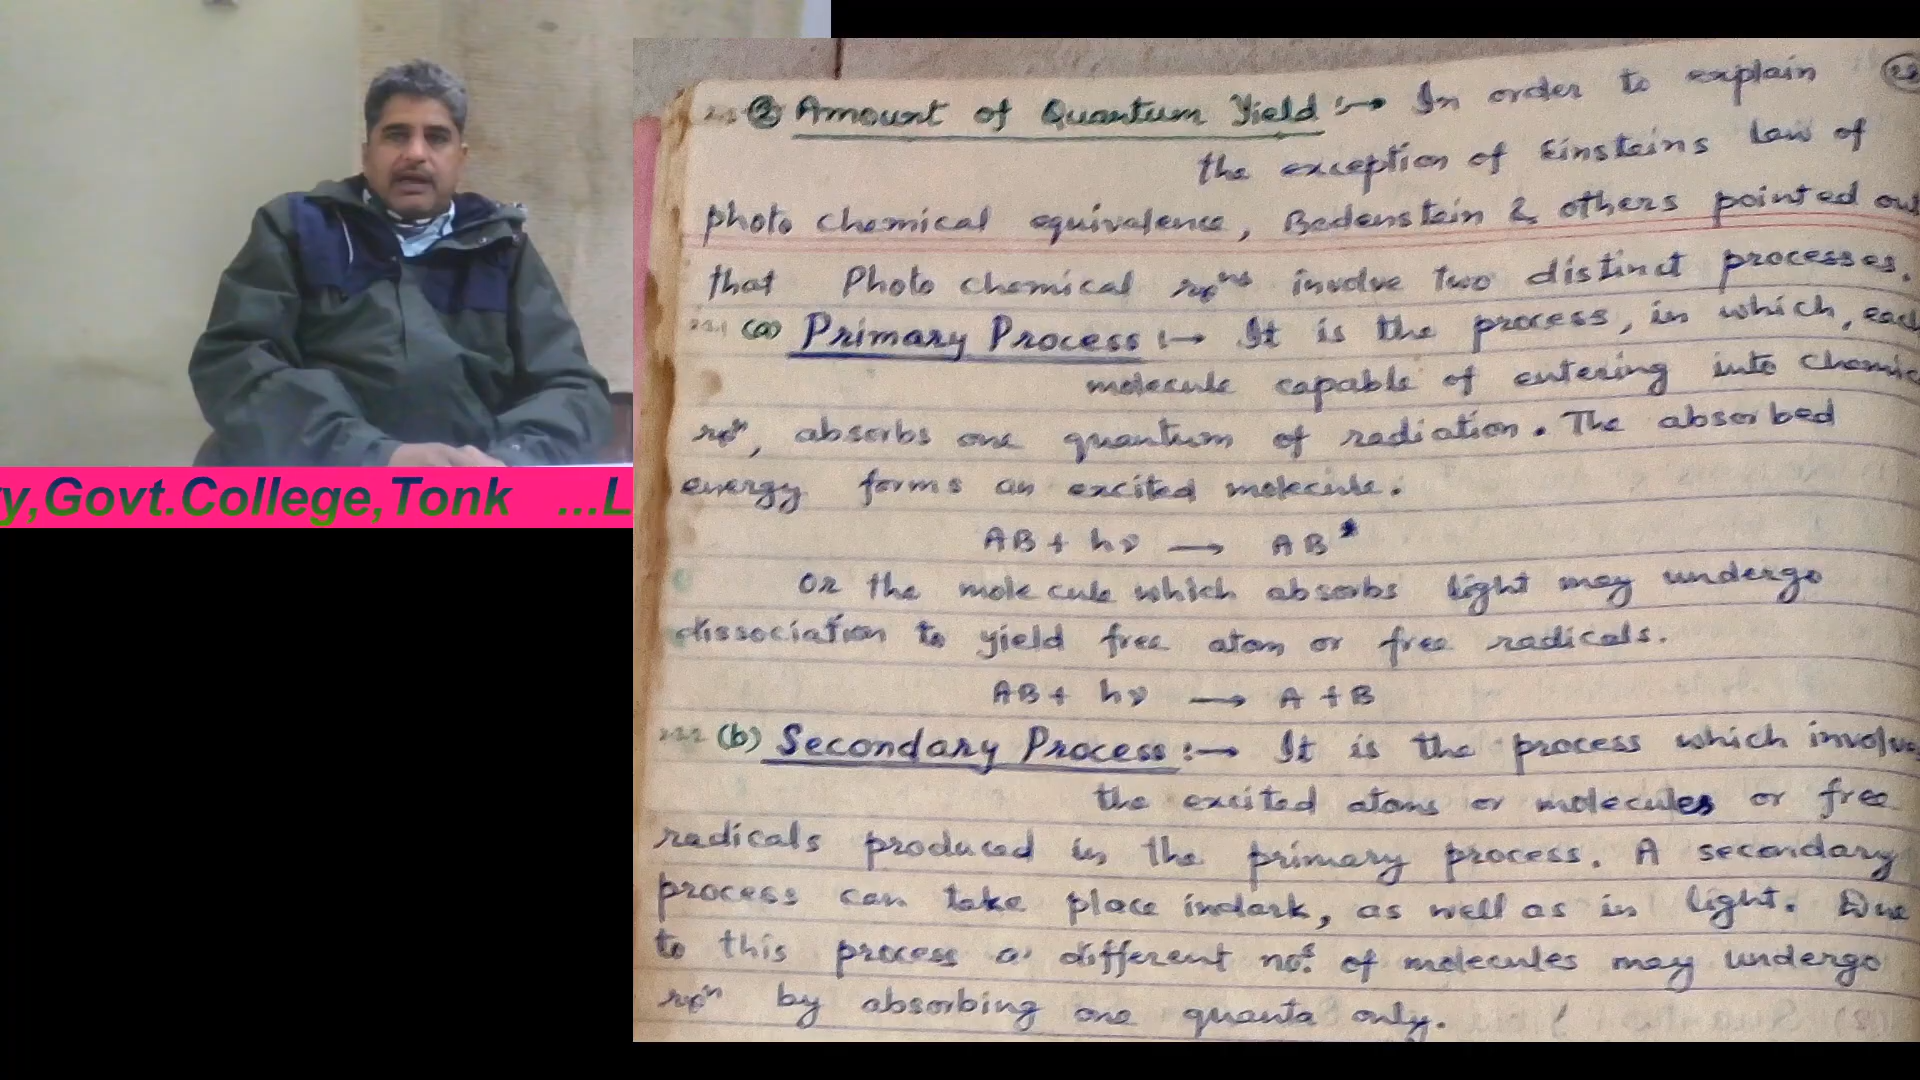 y,Govt.College,Tonk ...L
② Amount of Quantum Yield :→ In order to explain
the exception of Einsteins Law of
photo chemical equivalence, Bodenstein & others pointed out
that Photo chemical rxns involve two distinct processes.
(a) Primary Process :→ It is the process, in which, each
molecule capable of entering into chemic
rxn, absorbs one quantum of radiation. The absorbed
energy forms an excited molecule.
AB + hν → AB*
or the molecule which absorbs light may undergo
dissociation to yield free atom or free radicals.
AB + hν → A + B
(b) Secondary Process :→ It is the process which involve
the excited atoms or molecules or free
radicals produced in the primary process. A secondary
process can take place indark, as well as in light. Due
to this process a different nos. of molecules may undergo
rxn by absorbing one quanta only.